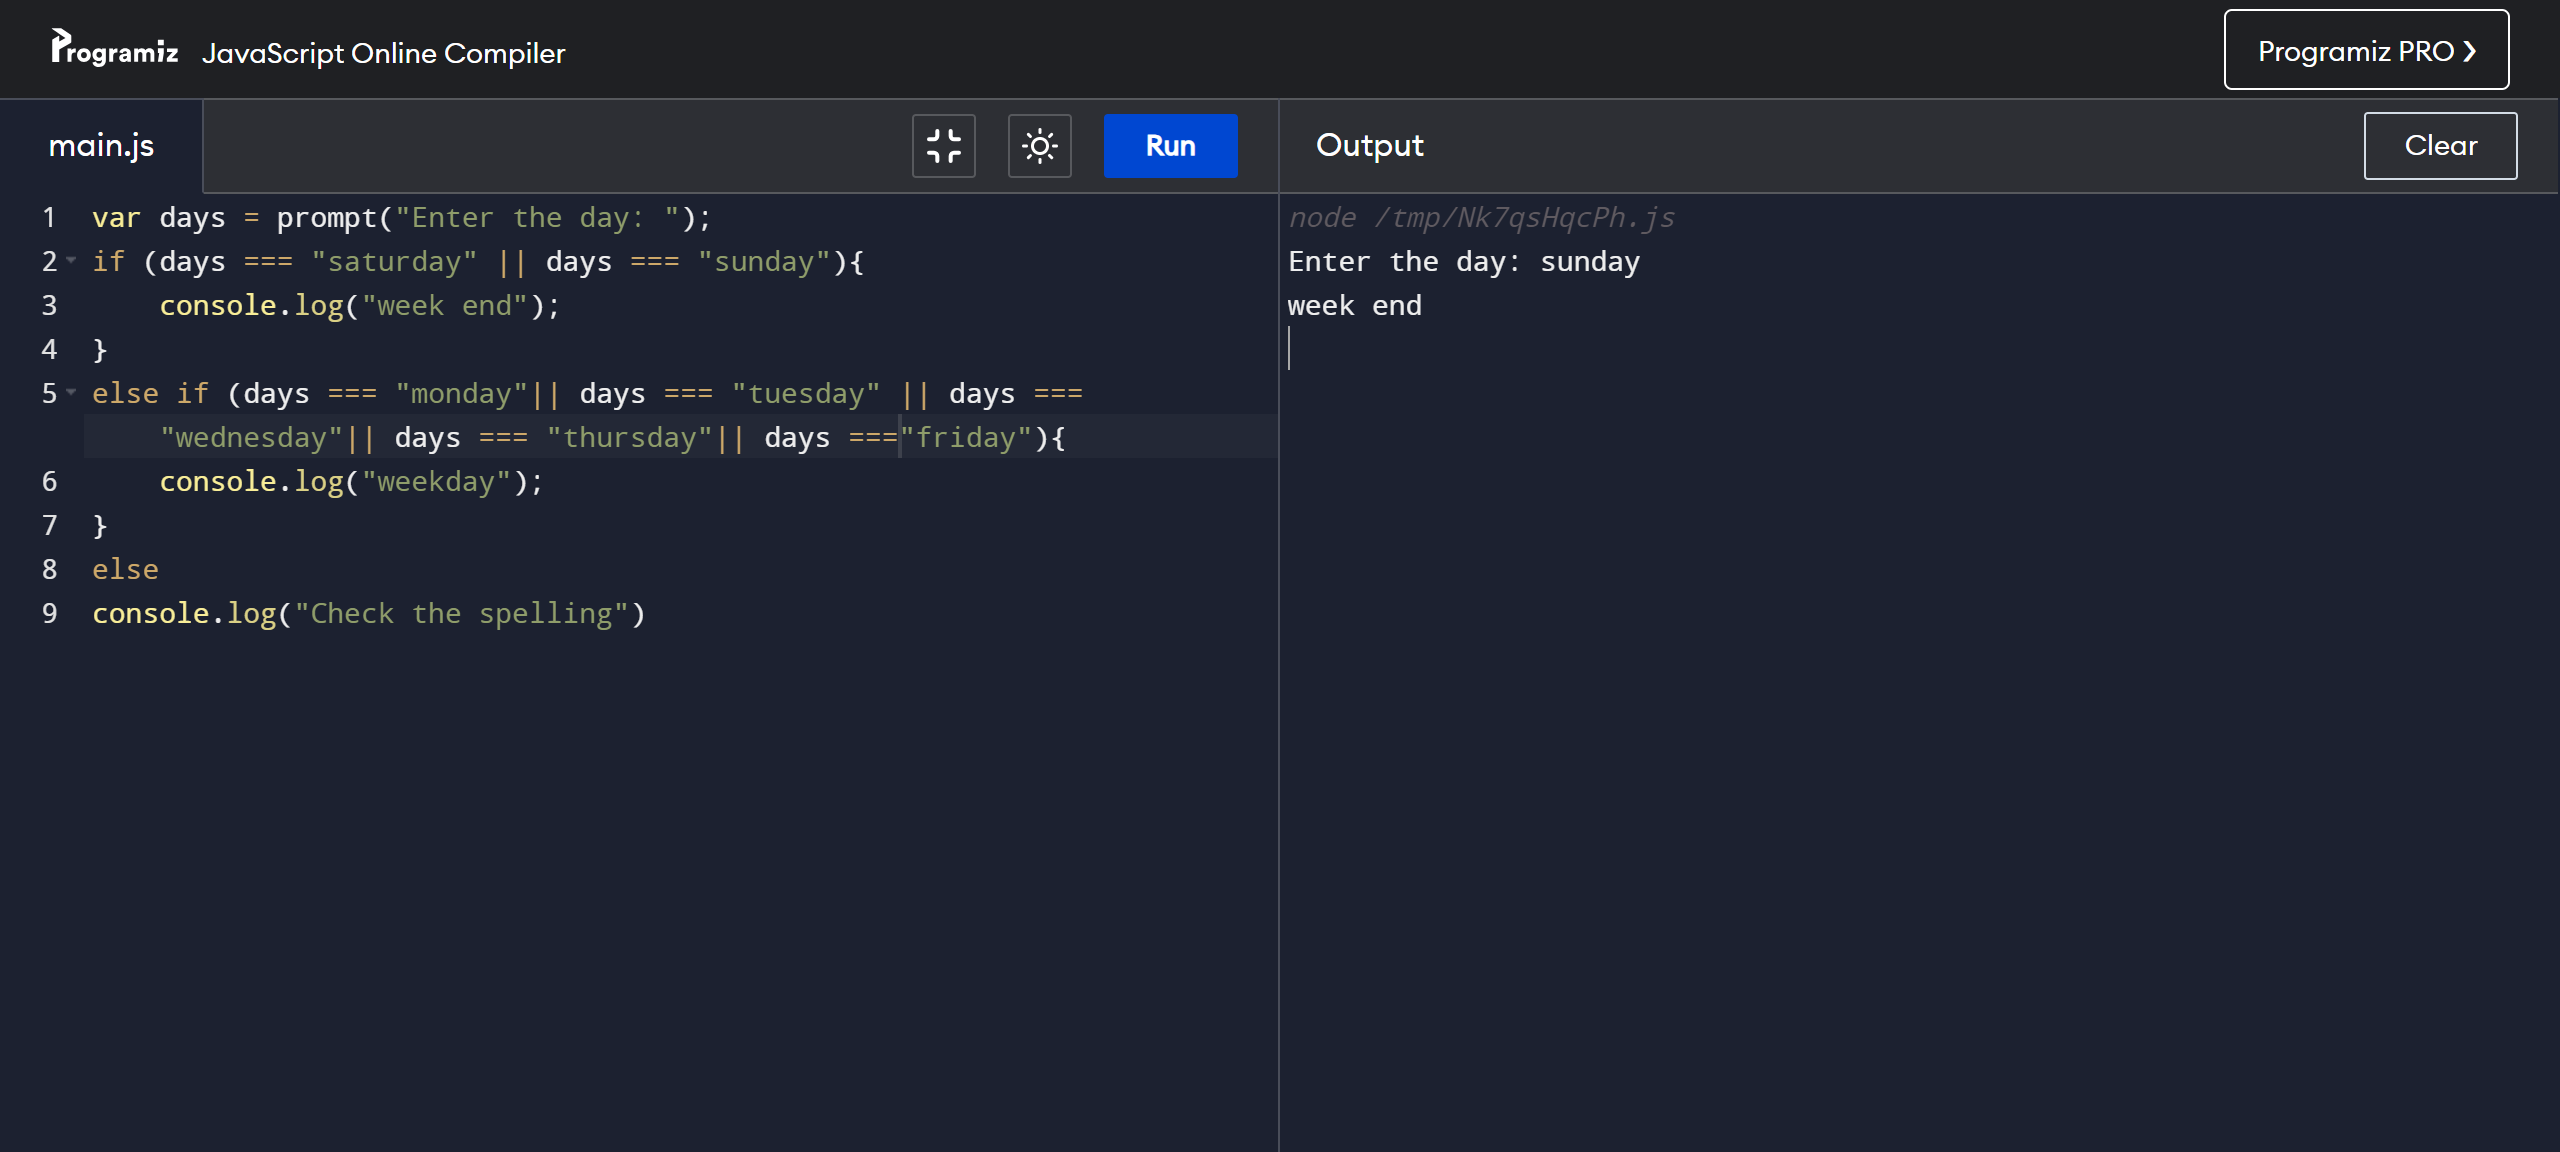 Programiz JavaScript Online Compiler
Programiz PRO ❯
main.js
Run
Output
Clear
1 var days = prompt("Enter the day: ");
2 if (days === "saturday" || days === "sunday"){
3     console.log("week end");
4 }
5 else if (days === "monday"|| days === "tuesday" || days ===
    "wednesday"|| days === "thursday"|| days ==="friday"){
6     console.log("weekday");
7 }
8 else
9 console.log("Check the spelling")
node /tmp/Nk7qsHqcPh.js
Enter the day: sunday
week end